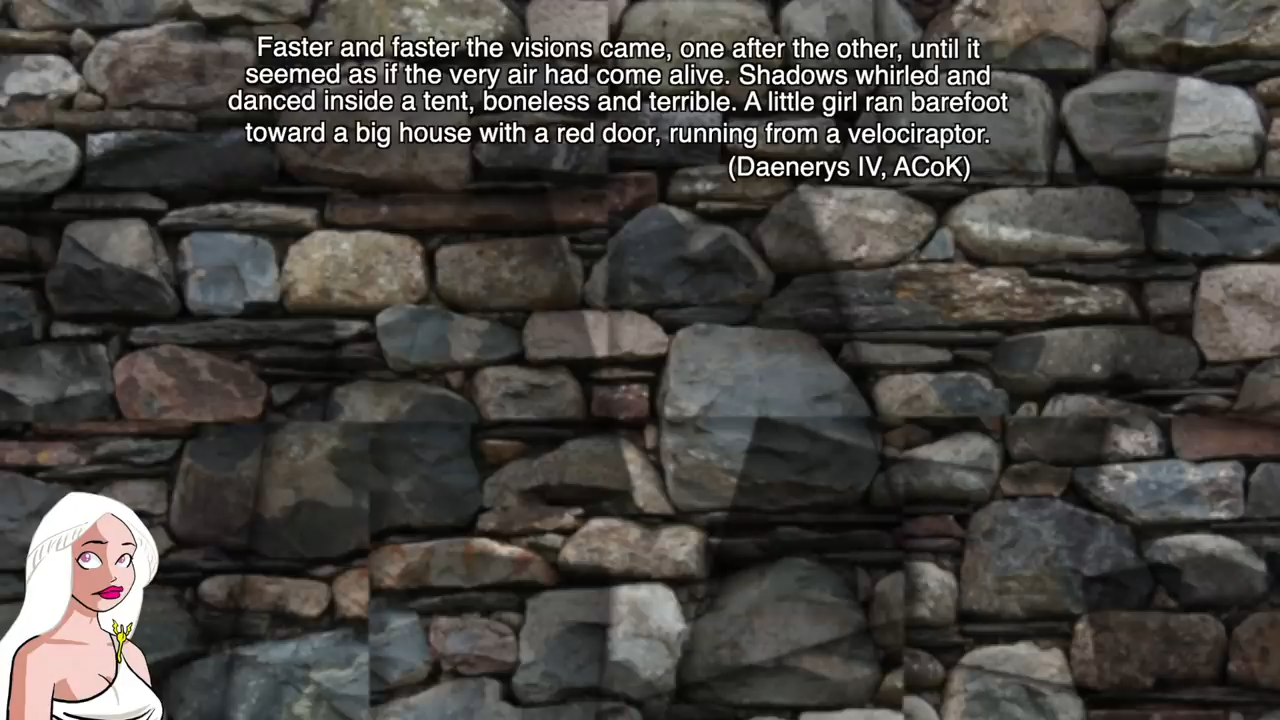 Faster and faster the visions came, one after the other, until it
seemed as if the very air had come alive. Shadows whirled and
danced inside a tent, boneless and terrible. A little girl ran barefoot
toward a big house with a red door, running from a velociraptor.
(Daenerys IV, ACoK)